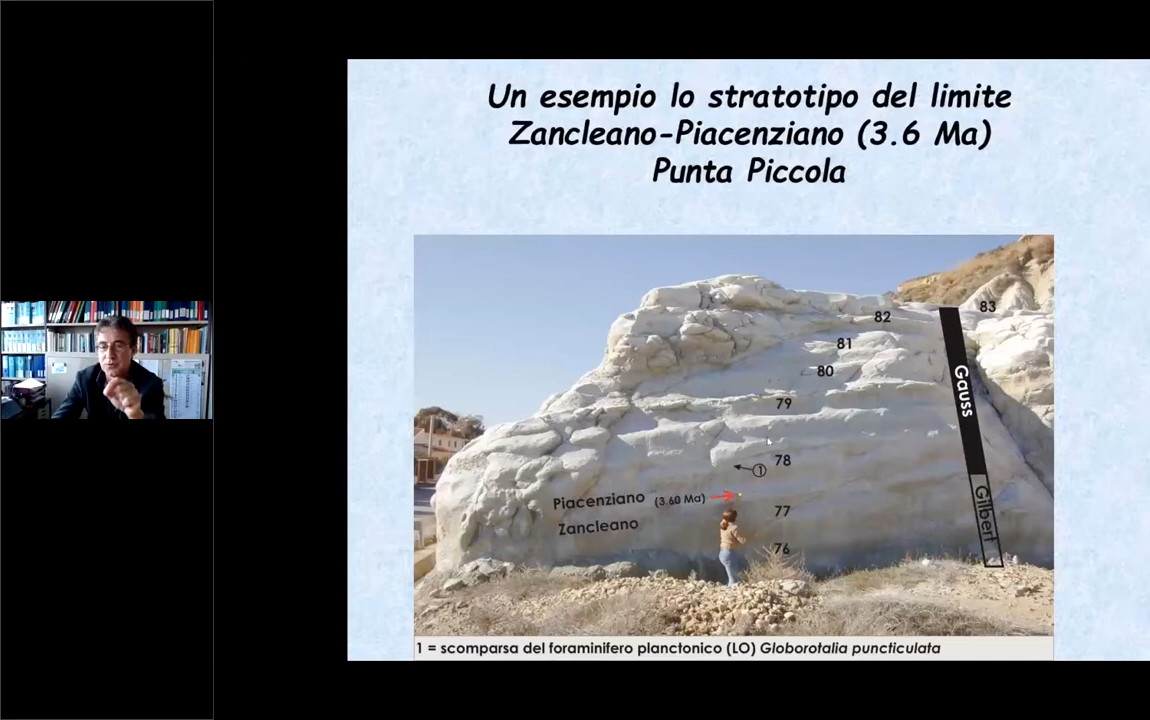 Un esempio lo stratotipo del limite
Zancleano-Piacenziano (3.6 Ma)
Punta Piccola
83
82
81
80
Gauss
79
78
1
Piacenziano (3.60 Ma)
77
Zancleano
Gilbert
76
1 = scomparsa del foraminifero planctonico (LO) Globorotalia puncticulata